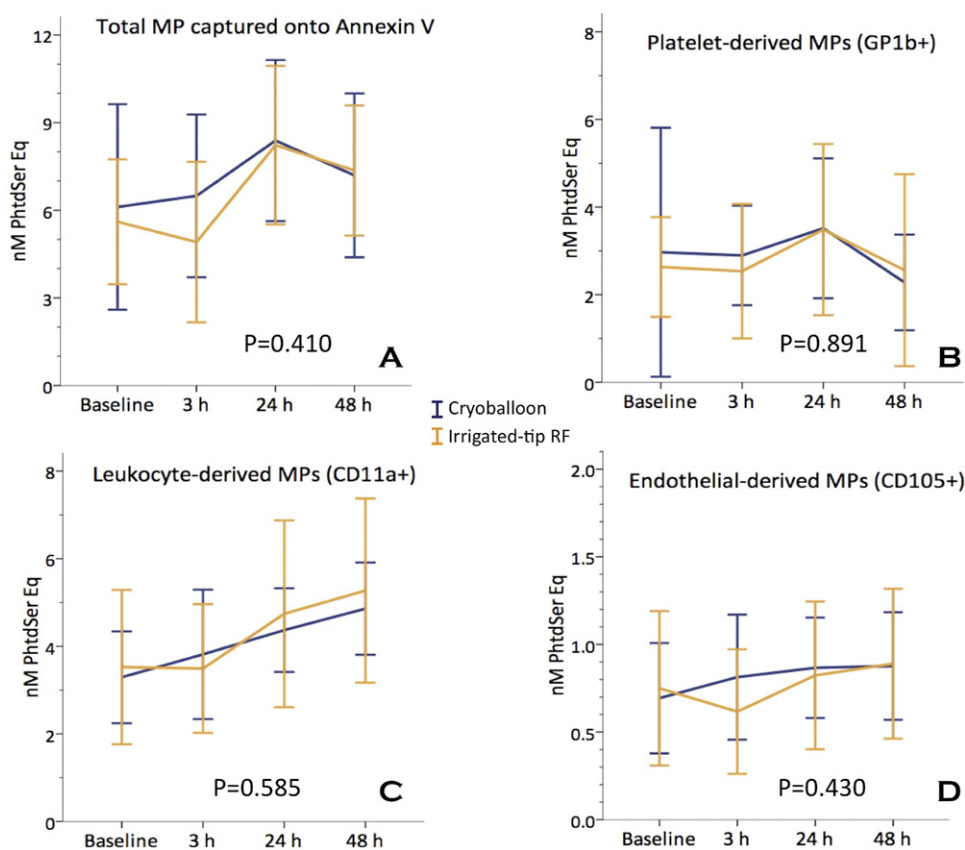 Total MP captured onto Annexin V
12
9
6
3
0
nM PhtdSer Eq
P=0.410
A
Baseline 3 h 24 h 48 h
Platelet-derived MPs (GP1b+)
8
6
4
2
0
nM PhtdSer Eq
P=0.891
B
Baseline 3 h 24 h 48 h
Cryoballoon
Irrigated-tip RF
Leukocyte-derived MPs (CD11a+)
8
6
4
2
0
nM PhtdSer Eq
P=0.585
C
Baseline 3 h 24 h 48 h
Endothelial-derived MPs (CD105+)
2.0
1.5
1.0
0.5
0.0
nM PhtdSer Eq
P=0.430
D
Baseline 3 h 24 h 48 h